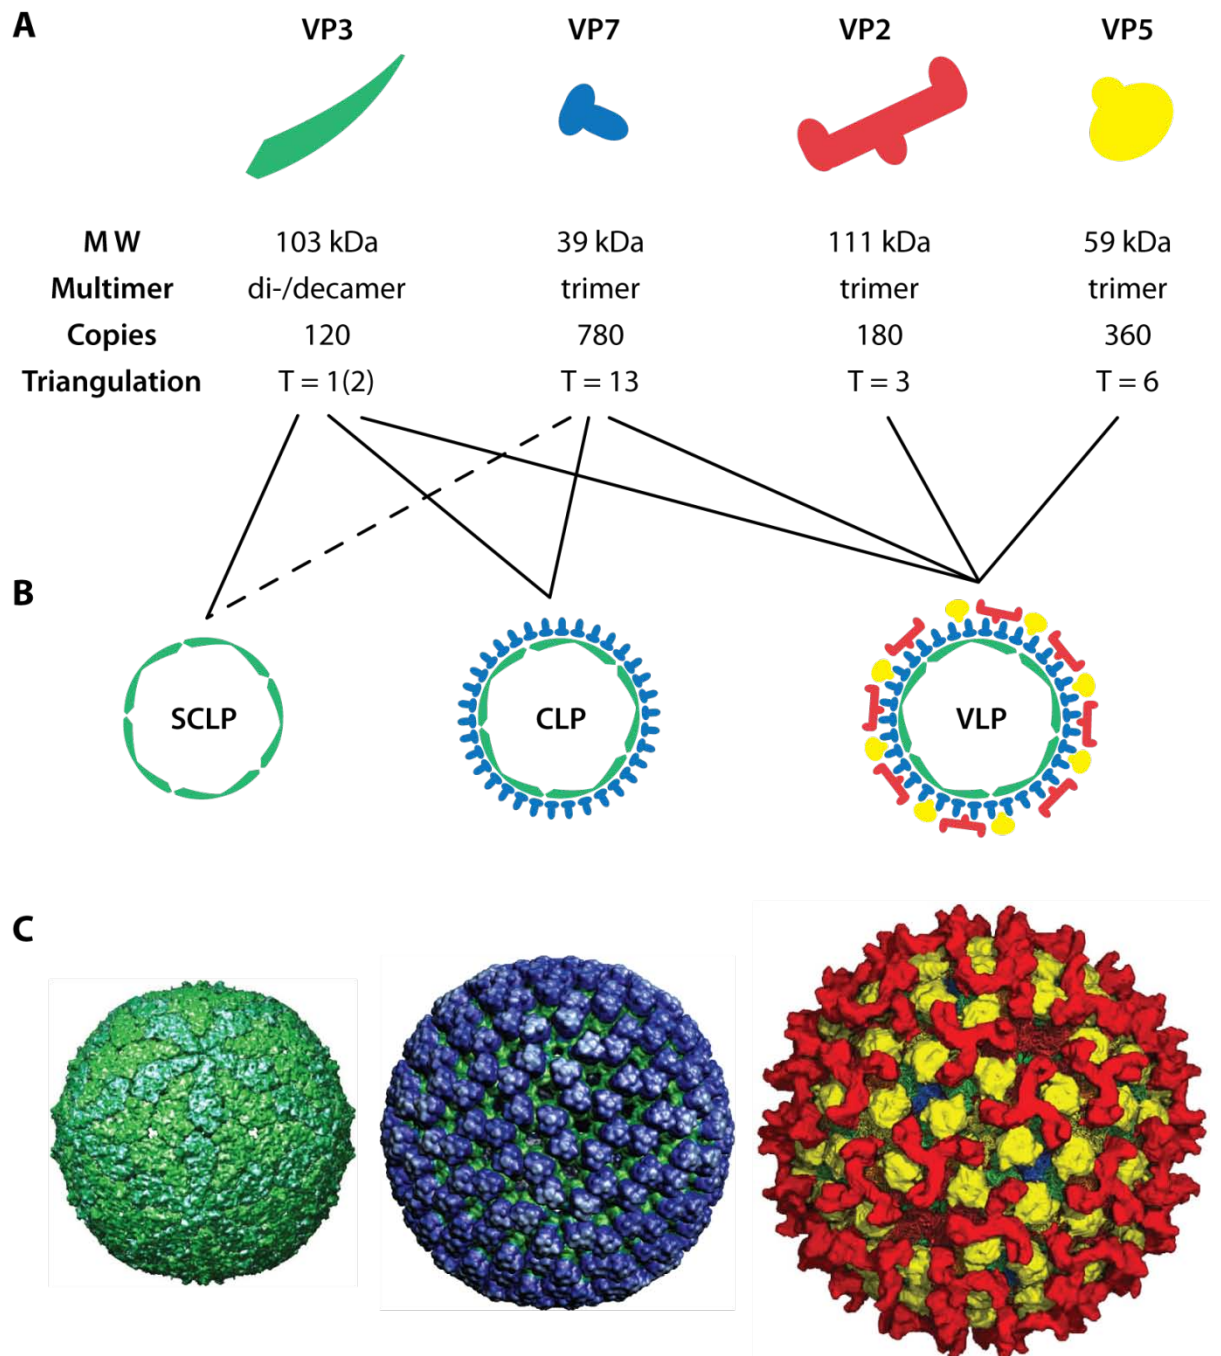 A
VP3 VP7 VP2 VP5
M W 103 kDa 39 kDa 111 kDa 59 kDa
Multimer di-/decamer trimer trimer trimer
Copies 120 780 180 360
Triangulation T = 1(2) T = 13 T = 3 T = 6
B
SCLP CLP VLP
C